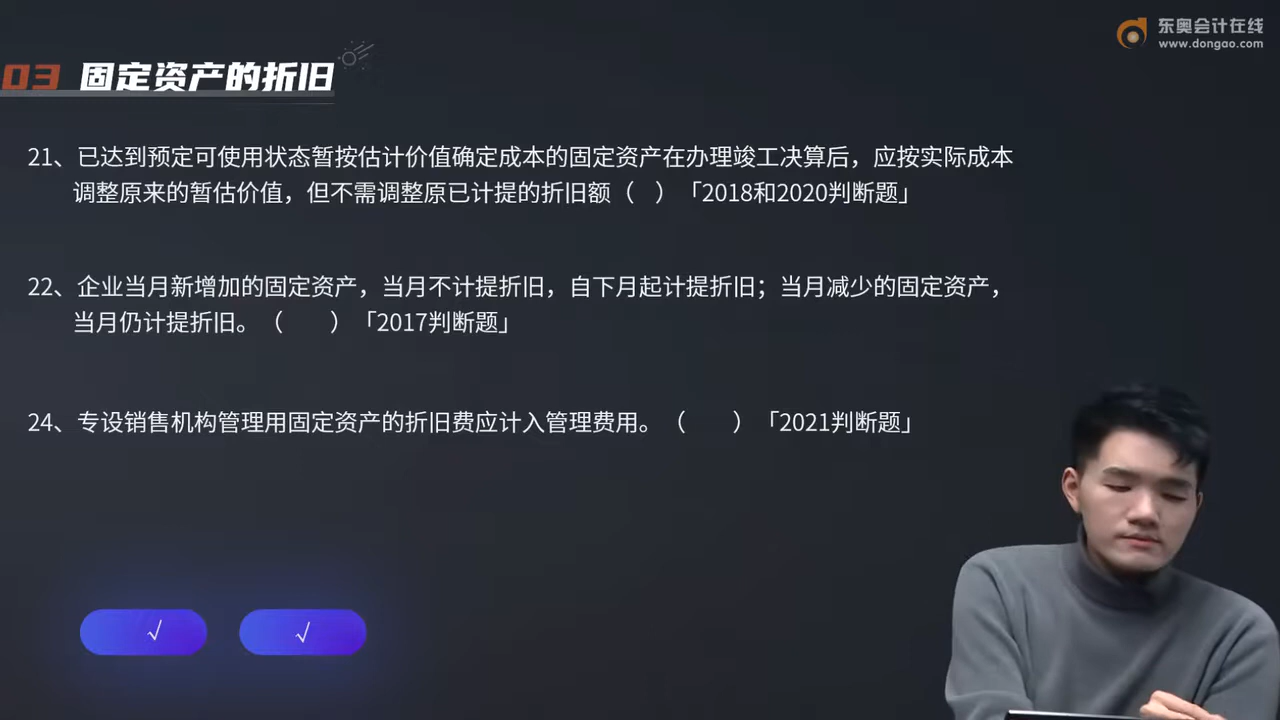 东奥会计在线
www.dongao.com
03 固定资产的折旧
21、已达到预定可使用状态暂按估计价值确定成本的固定资产在办理竣工决算后，应按实际成本
调整原来的暂估价值，但不需调整原已计提的折旧额（ ）「2018和2020判断题」
22、企业当月新增加的固定资产，当月不计提折旧，自下月起计提折旧；当月减少的固定资产，
当月仍计提折旧。（ ）「2017判断题」
24、专设销售机构管理用固定资产的折旧费应计入管理费用。（ ）「2021判断题」
√ √